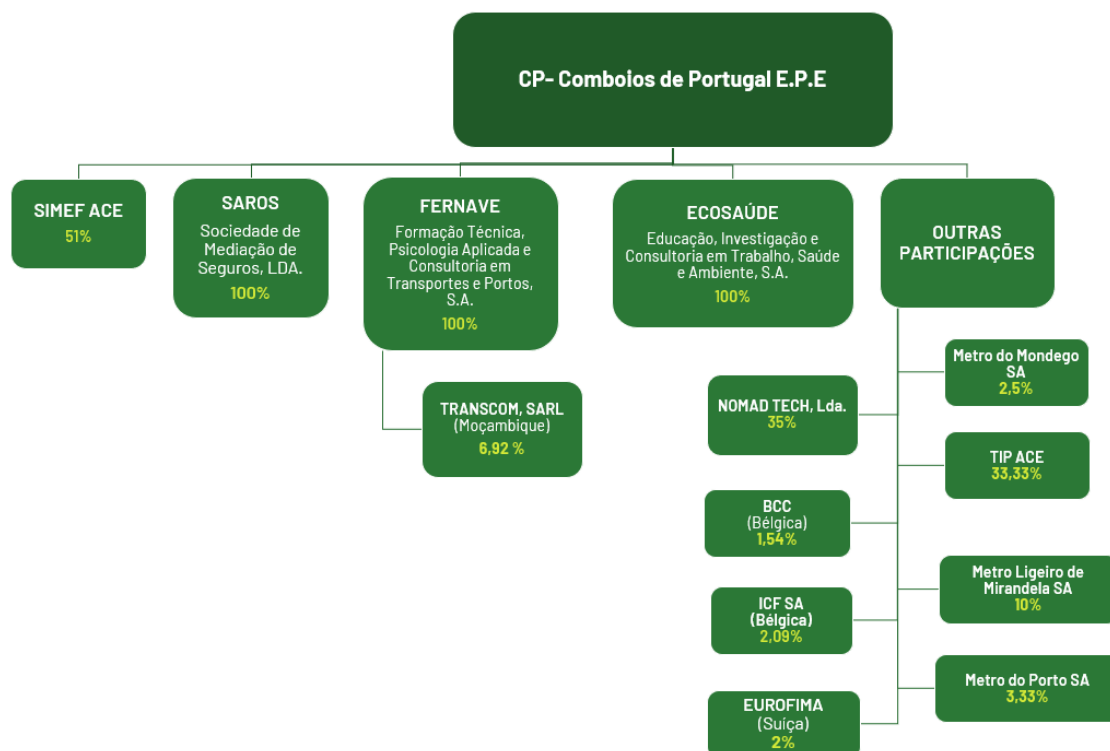 CP- Comboios de Portugal E.P.E
SIMEF ACE
51%
SAROS
Sociedade de
Mediação de
Seguros, LDA.
100%
FERNAVE
Formação Técnica,
Psicologia Aplicada e
Consultoria em
Transportes e Portos,
S.A.
100%
ECOSAÚDE
Educação, Investigação e
Consultoria em Trabalho, Saúde
e Ambiente, S.A.
100%
OUTRAS
PARTICIPAÇÕES
TRANSCOM, SARL
(Moçambique)
6,92 %
NOMAD TECH, Lda.
35%
BCC
(Bélgica)
1,54%
ICF SA
(Bélgica)
2,09%
EUROFIMA
(Suíça)
2%
Metro do Mondego
SA
2,5%
TIP ACE
33,33%
Metro Ligeiro de
Mirandela SA
10%
Metro do Porto SA
3,33%